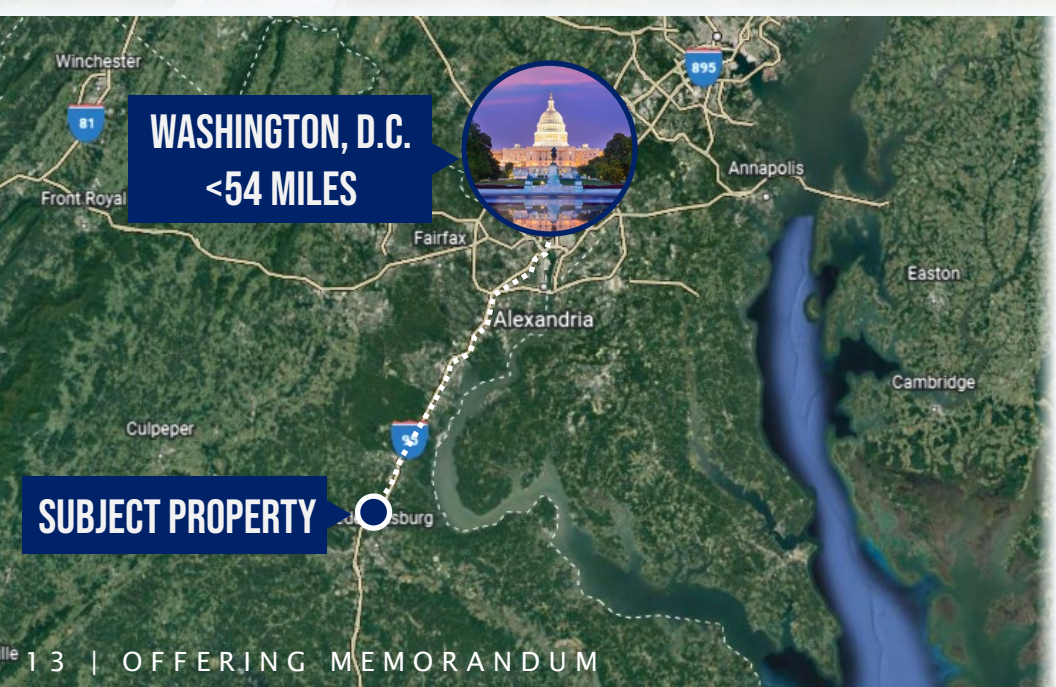 Winchester
895
81
WASHINGTON, D.C.
<54 MILES
Annapolis
Front Royal
Fairfax
Easton
Alexandria
Cambridge
Culpeper
95
SUBJECT PROPERTY
13 | OFFERING MEMORANDUM